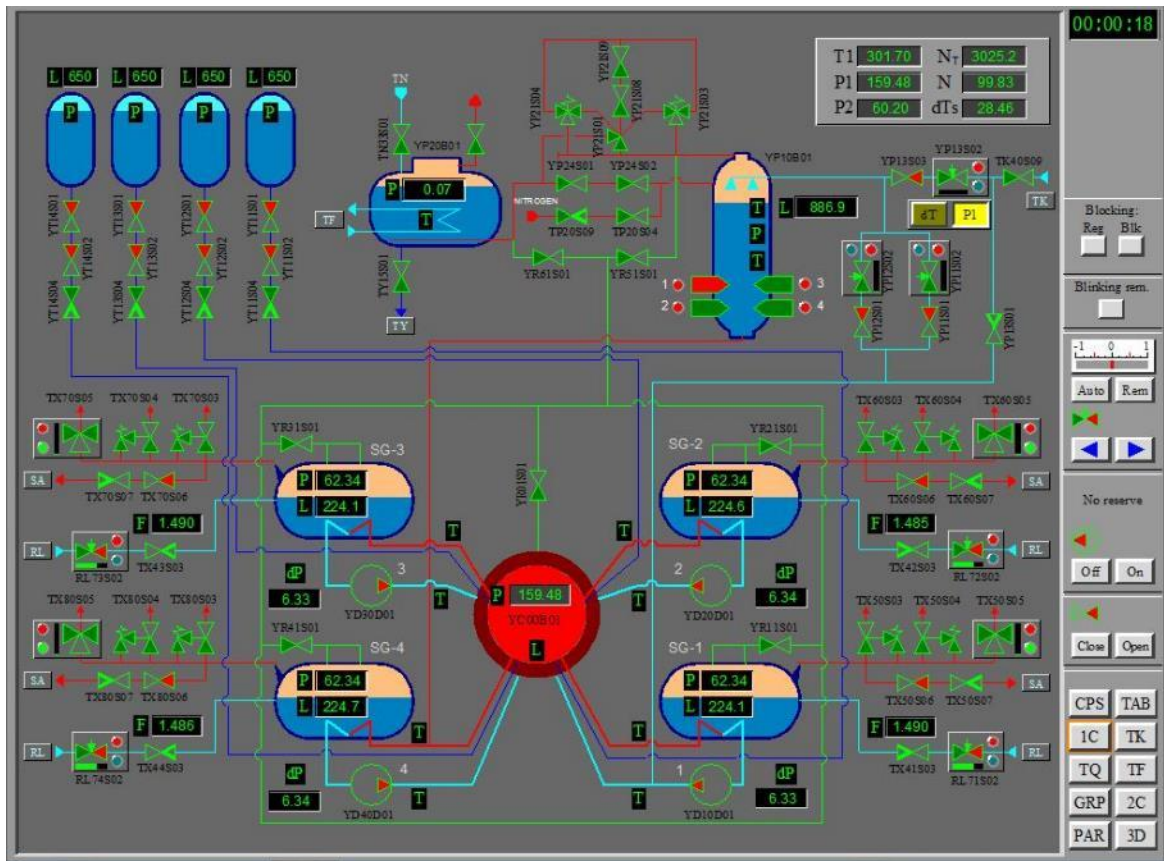 00:00:18
T1 301.70 NT 3025.2
P1 159.48 N 99.83
P2 60.20 dTs 28.46
L 650 L 650 L 650 L 650
P P P P
TN
TN33S01
YP20B01
P 0.07
T
TF
TY15S01
TY
YP21S09
YP21S08
YP21S04
YP21S01
YP21S03
YP24S01 YP24S02
NITROGEN
TP20S09 TP20S04
YR61S01 YR51S01
YP10B01
T L 886.9
P
T
1 3
2 4
YP13S02
YP13S03
TK40S09
TK
dT P1
YP12S02
YP11S02
YP12S01
YP11S01
YP13S01
YT14S01 YT13S01 YT12S01 YT11S01
YT14S02 YT13S02 YT12S02 YT11S02
YT14S04 YT13S04 YT12S04 YT11S04
TX70S05 TX70S04 TX70S03
YR31S01
SG-3
P 62.34
L 224.1
SA
TX70S07 TX70S06
F 1.490
RL
RL73S02
TX43S03
dP
6.33
3
YD30D01
T
T
TX80S05 TX80S04 TX80S03
YR41S01
SG-4
P 62.34
L 224.7
SA
TX80S07 TX80S06
F 1.486
RL
RL74S02
TX44S03
dP
6.34
4
YD40D01
T
T
YR01S01
P 159.48
YC00B01
L
SG-2
YR21S01
TX60S03 TX60S04 TX60S05
P 62.34
L 224.6
TX60S06 TX60S07
SA
F 1.485
TX42S03
RL72S02
RL
T
T
2
YD20D01
dP
6.34
SG-1
YR11S01
TX50S03 TX50S04 TX50S05
P 62.34
L 224.1
TX50S06 TX50S07
SA
F 1.490
TX41S03
RL71S02
RL
T
T
1
YD10D01
dP
6.33
Blocking:
Reg Blk
Blinking sem.
-1 0 1
Auto Rem
No reserve
Off On
Close Open
CPS TAB
1C TK
TQ TF
GRP 2C
PAR 3D